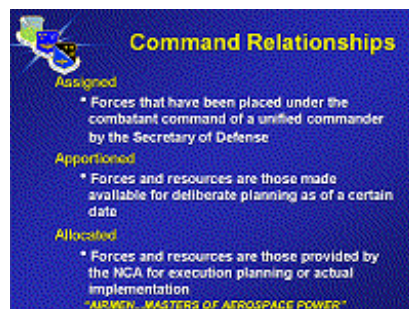 Command Relationships
Assigned
* Forces that have been placed under the
combatant command of a unified commander
by the Secretary of Defense
Apportioned
* Forces and resources are those made
available for deliberate planning as of a certain
date
Allocated
* Forces and resources are those provided by
the NCA for execution planning or actual
implementation
"AIRMEN...MASTERS OF AEROSPACE POWER"